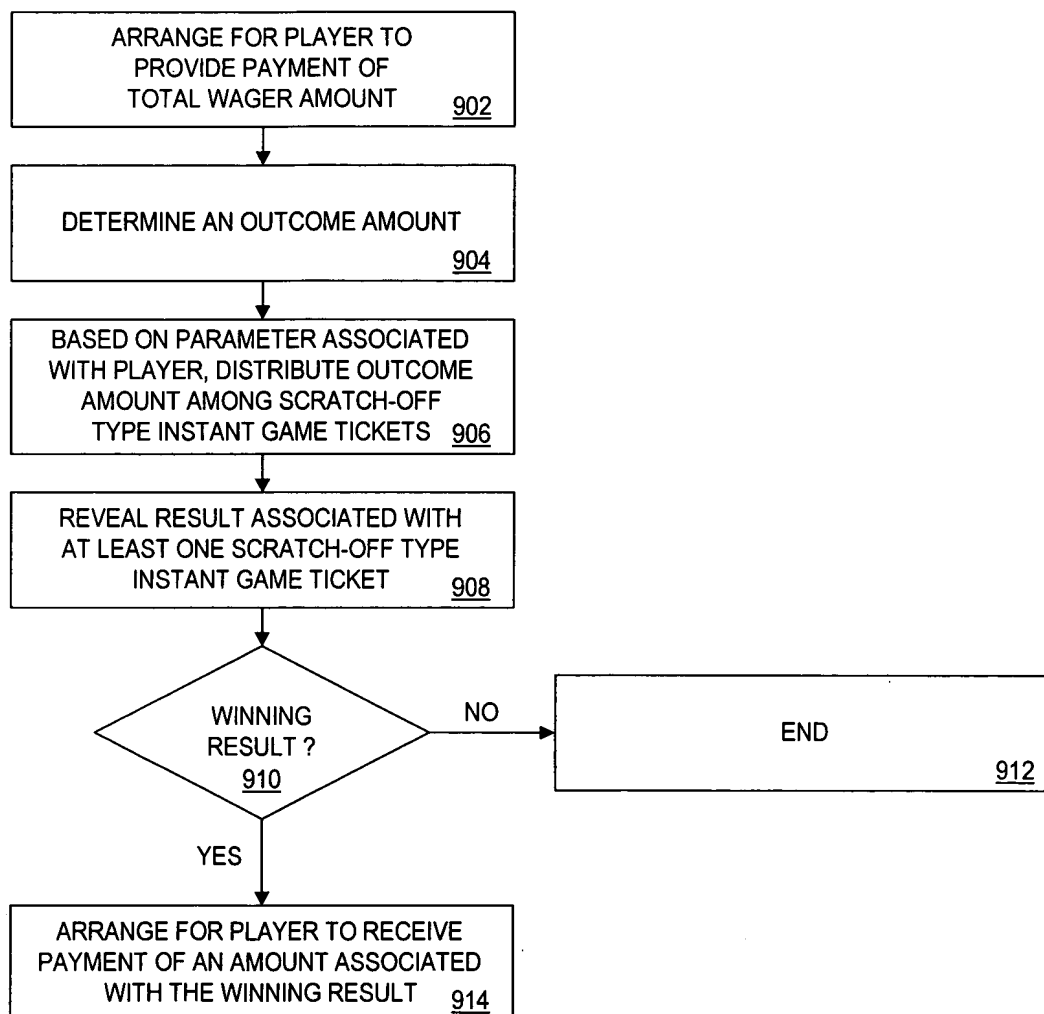 ARRANGE FOR PLAYER TO
PROVIDE PAYMENT OF
TOTAL WAGER AMOUNT
902
DETERMINE AN OUTCOME AMOUNT
904
BASED ON PARAMETER ASSOCIATED
WITH PLAYER, DISTRIBUTE OUTCOME
AMOUNT AMONG SCRATCH-OFF
TYPE INSTANT GAME TICKETS 906
REVEAL RESULT ASSOCIATED WITH
AT LEAST ONE SCRATCH-OFF TYPE
INSTANT GAME TICKET 908
WINNING
RESULT ?
910
NO
END
912
YES
ARRANGE FOR PLAYER TO RECEIVE
PAYMENT OF AN AMOUNT ASSOCIATED
WITH THE WINNING RESULT 914